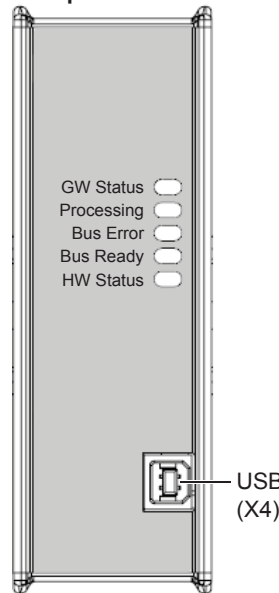 GW Status
Processing
Bus Error
Bus Ready
HW Status
USB
(X4)